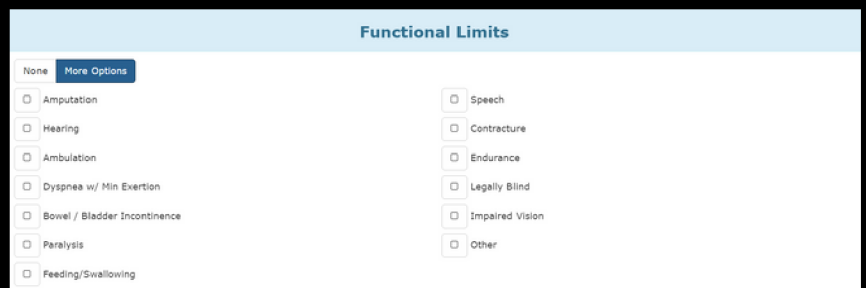 Functional Limits
None More Options
Amputation Speech
Hearing Contracture
Ambulation Endurance
Dyspnea w/ Min Exertion Legally Blind
Bowel / Bladder Incontinence Impaired Vision
Paralysis Other
Feeding/Swallowing